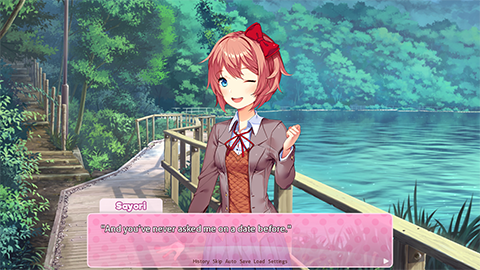 Sayori
"And you've never asked me on a date before."
History Skip Auto Save Load Settings